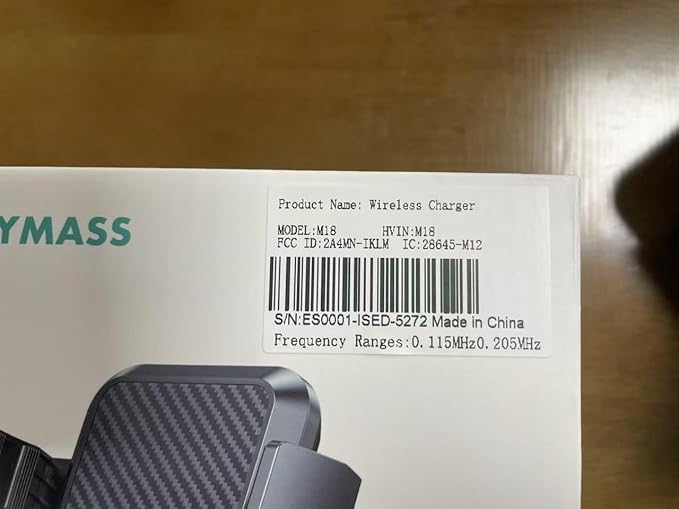 YMASS
Product Name: Wireless Charger
MODEL:M18 HVIN:M18
FCC ID:2A4MN-IKLM IC:28645-M12
S/N:ES0001-ISED-5272 Made in China
Frequency Ranges:0.115MHz0.205MHz